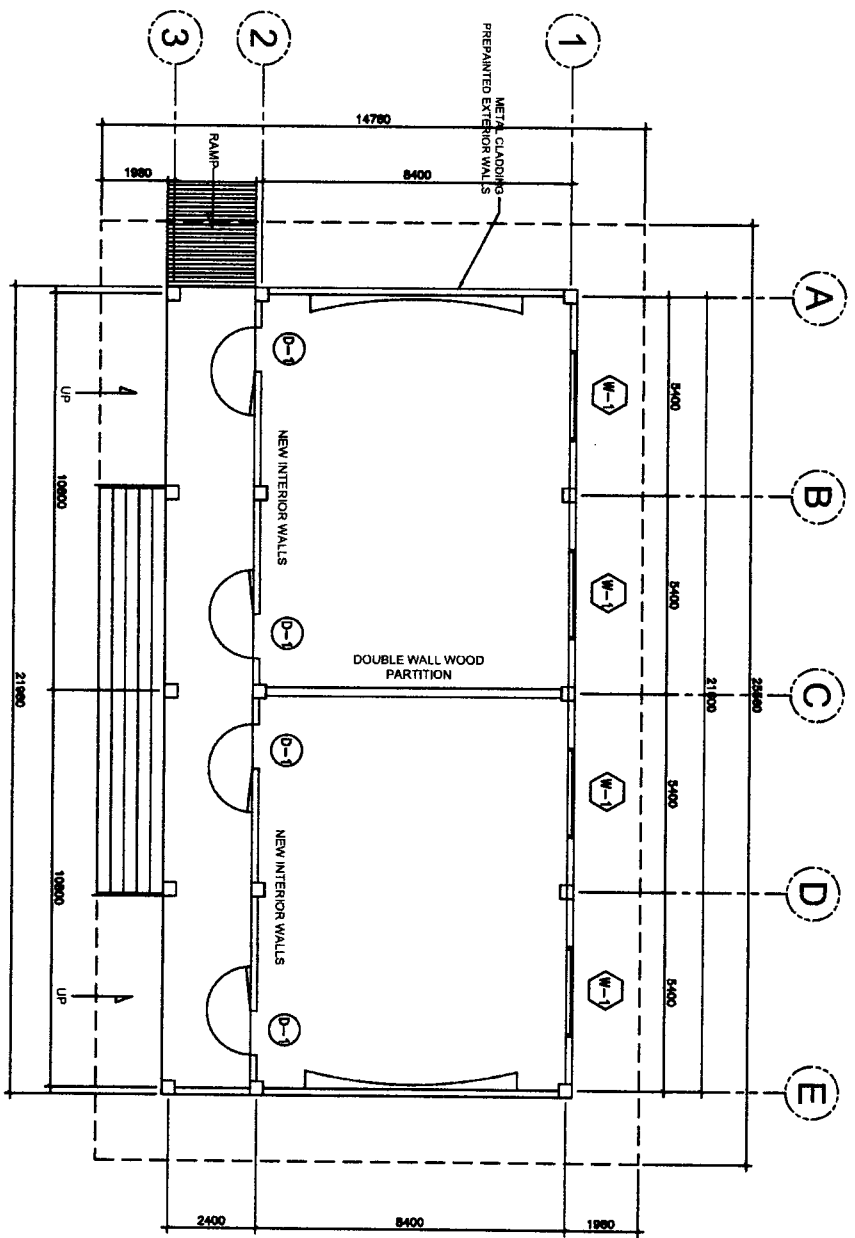 3
2
1
PREPAINTED EXTERIOR WALLS
METAL CLADDING
14760
1980
8400
RAMP
A
B
C
D
E
W-1
W-1
W-1
W-1
5400
5400
5400
5400
21600
25560
D-1
D-1
D-1
D-1
NEW INTERIOR WALLS
NEW INTERIOR WALLS
DOUBLE WALL WOOD
PARTITION
UP
UP
10800
10800
21960
2400
8400
1980